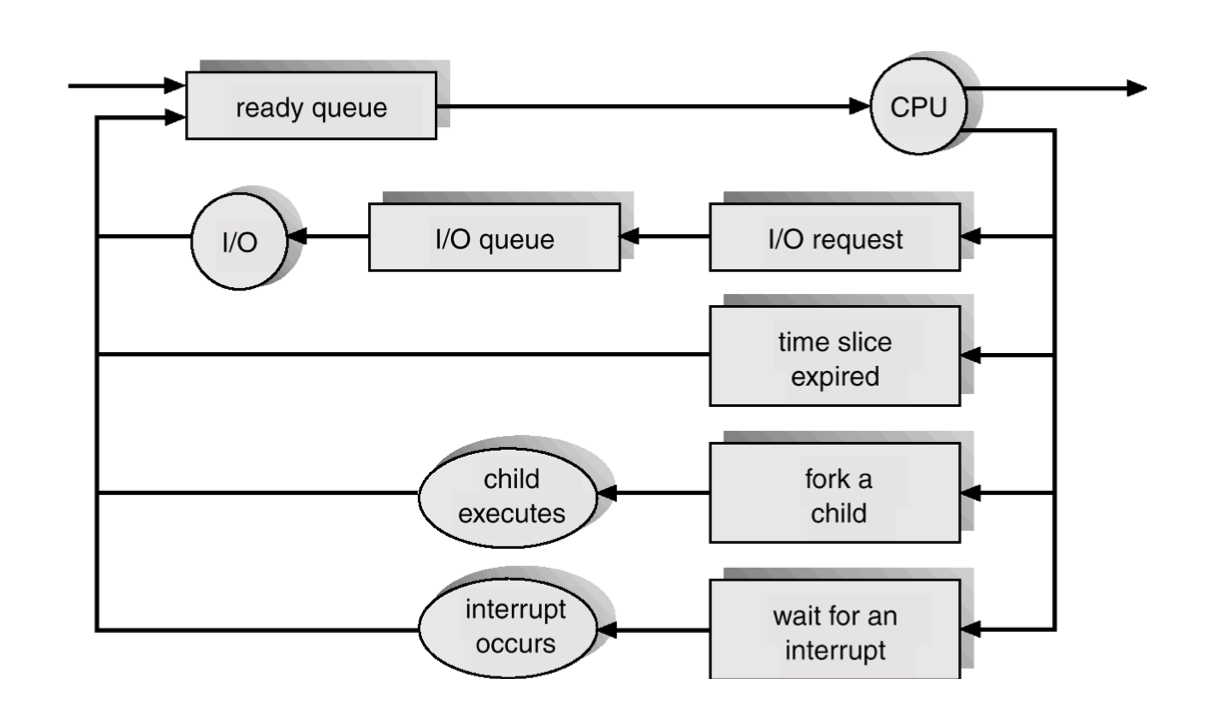 ready queue
CPU
I/O
I/O queue
I/O request
time slice
expired
child
executes
fork a
child
interrupt
occurs
wait for an
interrupt